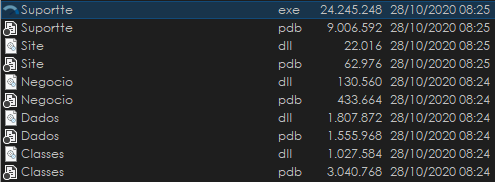 Suportte exe 24.245.248 28/10/2020 08:25
Suportte pdb 9.006.592 28/10/2020 08:25
Site dll 22.016 28/10/2020 08:25
Site pdb 62.976 28/10/2020 08:25
Negocio dll 130.560 28/10/2020 08:24
Negocio pdb 433.664 28/10/2020 08:24
Dados dll 1.807.872 28/10/2020 08:24
Dados pdb 1.555.968 28/10/2020 08:24
Classes dll 1.027.584 28/10/2020 08:24
Classes pdb 3.040.768 28/10/2020 08:24